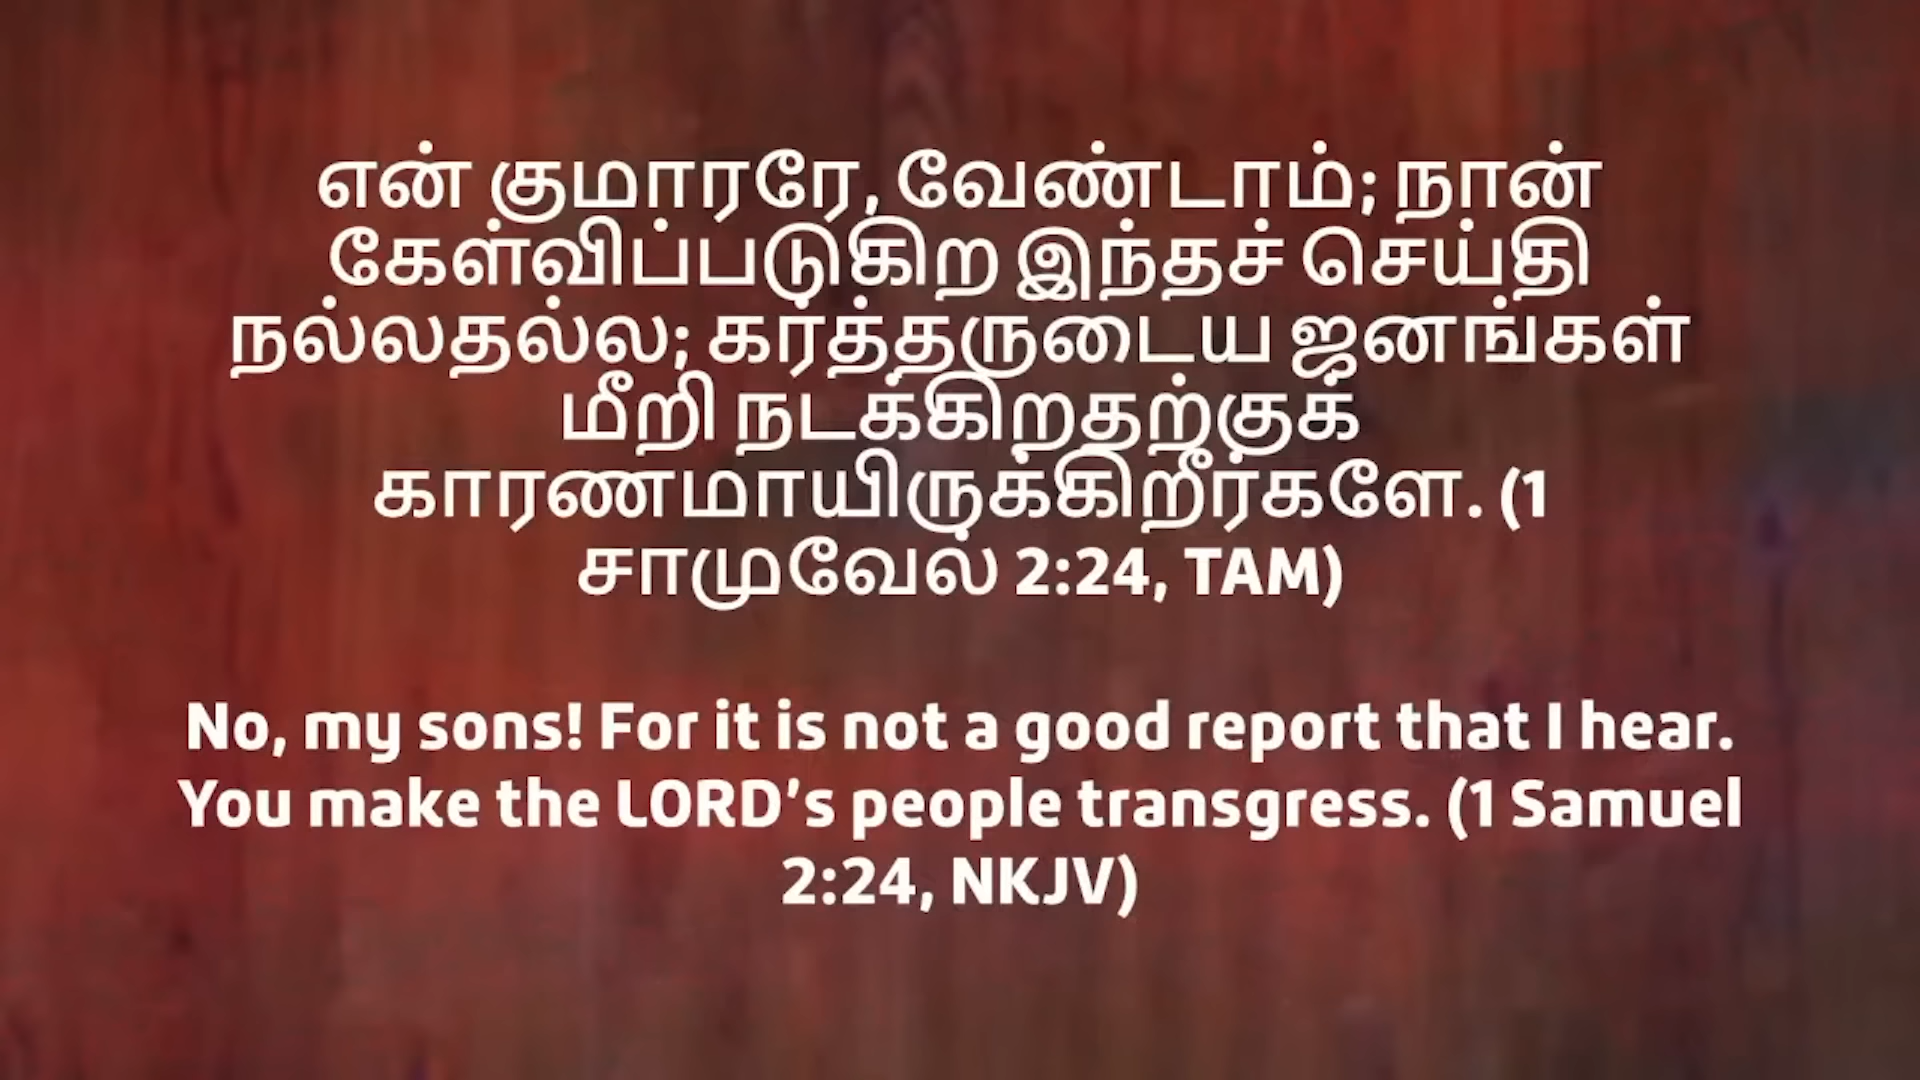 என் குமாரரே, வேண்டாம்; நான்
கேள்விப்படுகிற இந்தச் செய்தி
நல்லதல்ல; கர்த்தருடைய ஜனங்கள்
மீறி நடக்கிறதற்குக்
காரணமாயிருக்கிறீர்களே. (1
சாமுவேல் 2:24, TAM)
No, my sons! For it is not a good report that I hear.
You make the LORD’s people transgress. (1 Samuel
2:24, NKJV)